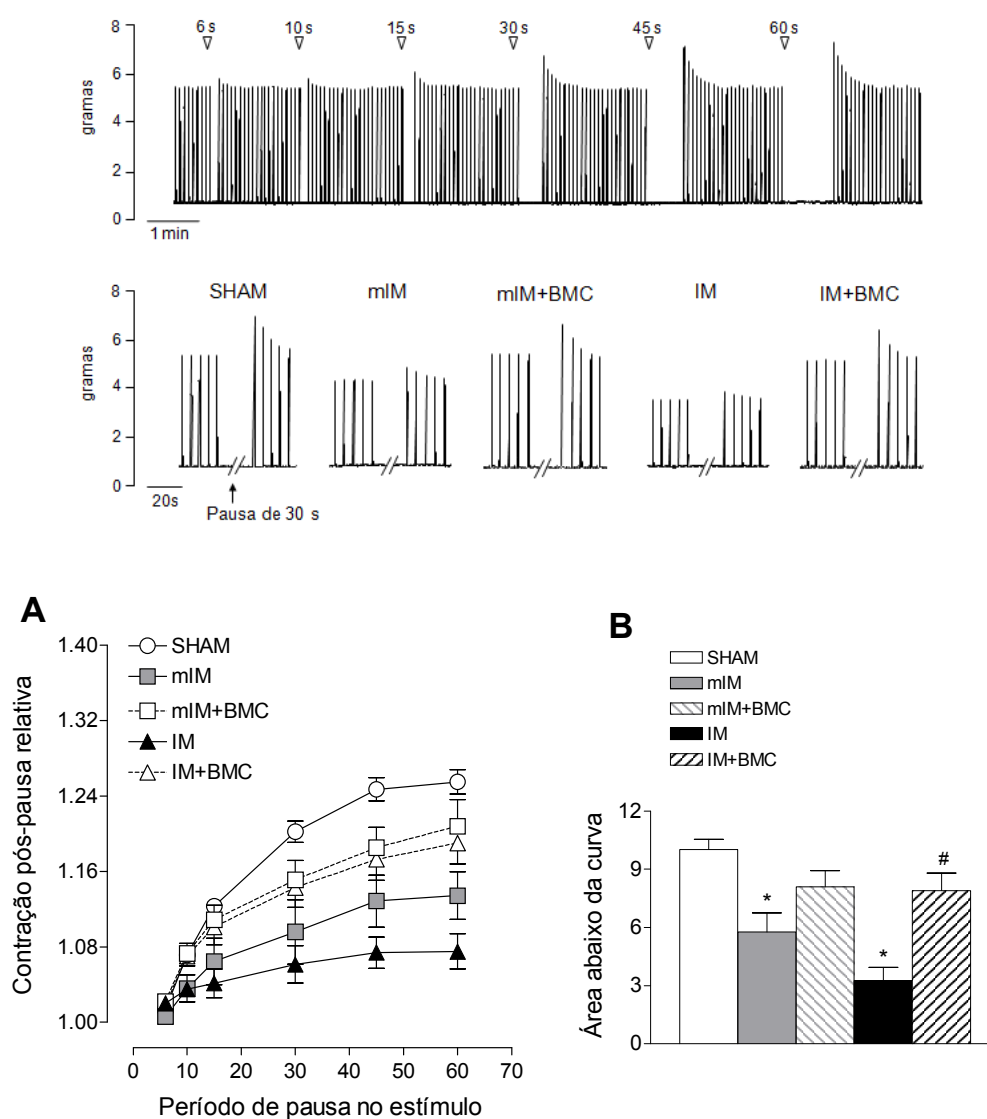 8
6 s
10 s
15 s
30 s
45 s
60 s
6
gramas
4
2
0
1 min
8
SHAM
mIM
mIM+BMC
IM
IM+BMC
6
gramas
4
2
0
20s
Pausa de 30 s
A
1.40
SHAM
mIM
1.32
mIM+BMC
IM
IM+BMC
1.24
Contração pós-pausa relativa
1.16
1.08
1.00
0 10 20 30 40 50 60 70
Período de pausa no estímulo
B
SHAM
mIM
mIM+BMC
IM
IM+BMC
12
Área abaixo da curva
9
#
*
6
*
3
0